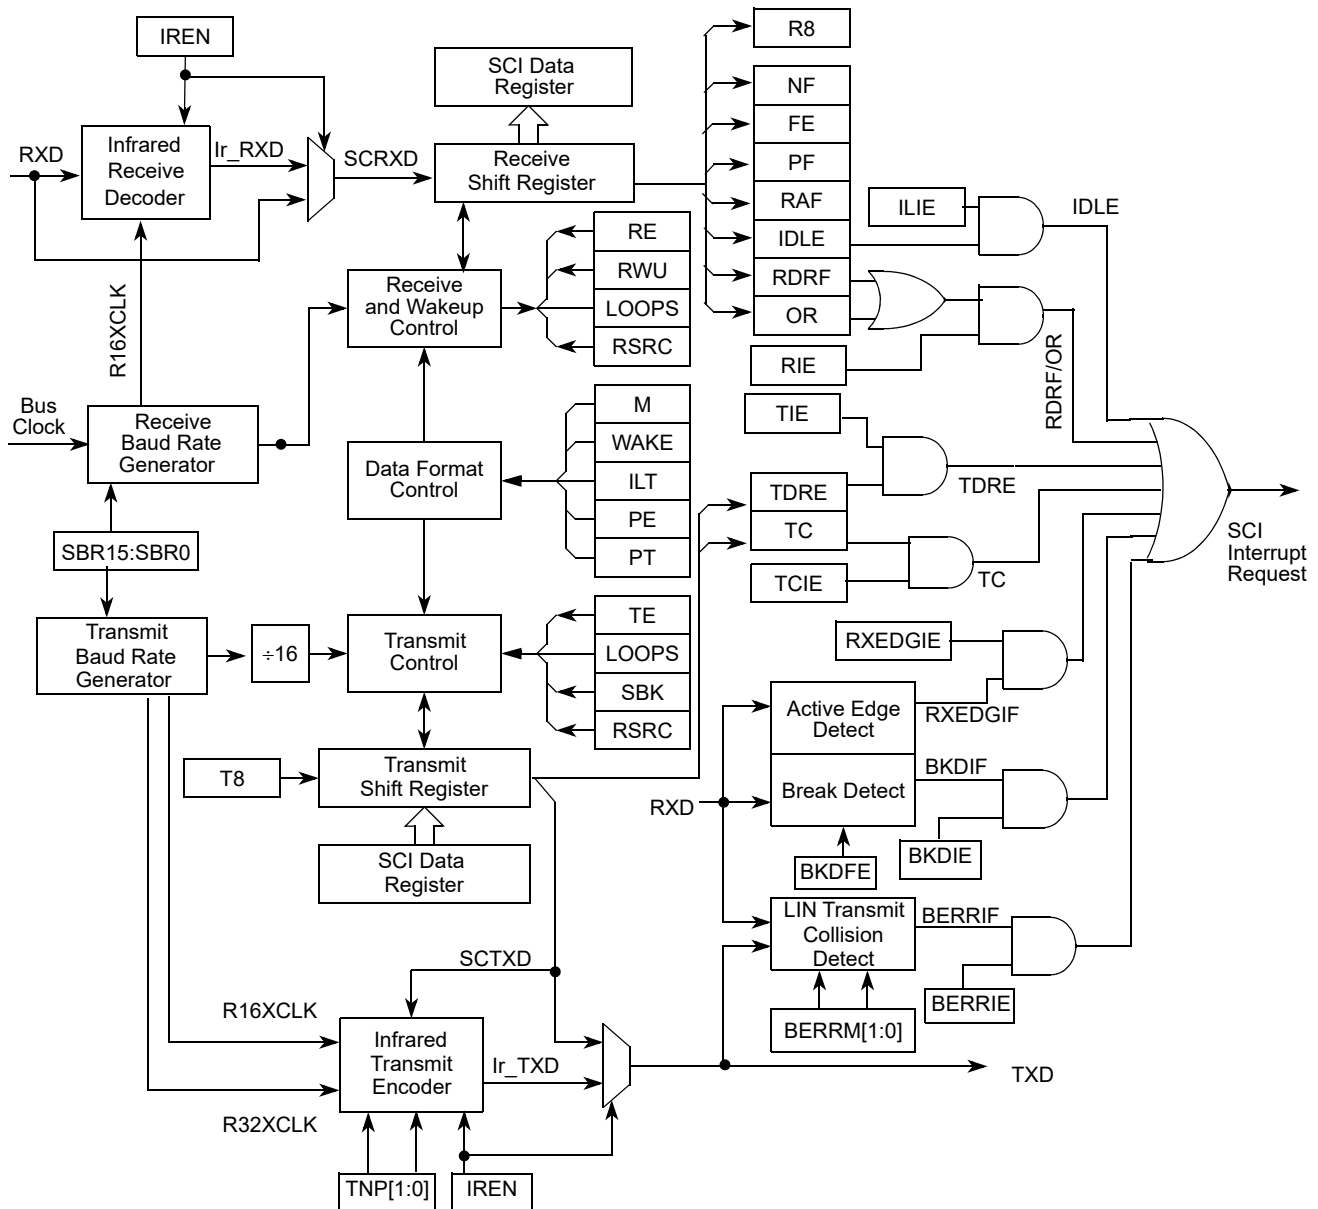 IREN
R8
SCI Data
Register
NF
FE
PF
RAF
IDLE
RDRF
OR
RXD
Infrared
Receive
Decoder
Ir_RXD
SCRXD
Receive
Shift Register
ILIE
IDLE
RE
RWU
LOOPS
RSRC
Receive
and Wakeup
Control
R16XCLK
RIE
RDRF/OR
Bus
Clock
Receive
Baud Rate
Generator
M
WAKE
ILT
PE
PT
Data Format
Control
TIE
TDRE
TC
TDRE
TCIE
TC
SCI
Interrupt
Request
SBR15:SBR0
Transmit
Baud Rate
Generator
÷16
Transmit
Control
TE
LOOPS
SBK
RSRC
RXEDGIE
Active Edge
Detect
RXEDGIF
T8
Transmit
Shift Register
RXD
Break Detect
BKDIF
BKDIE
BKDFE
SCI Data
Register
LIN Transmit
Collision
Detect
BERRIF
BERRIE
BERRM[1:0]
SCTXD
R16XCLK
Infrared
Transmit
Encoder
Ir_TXD
TXD
R32XCLK
TNP[1:0]
IREN